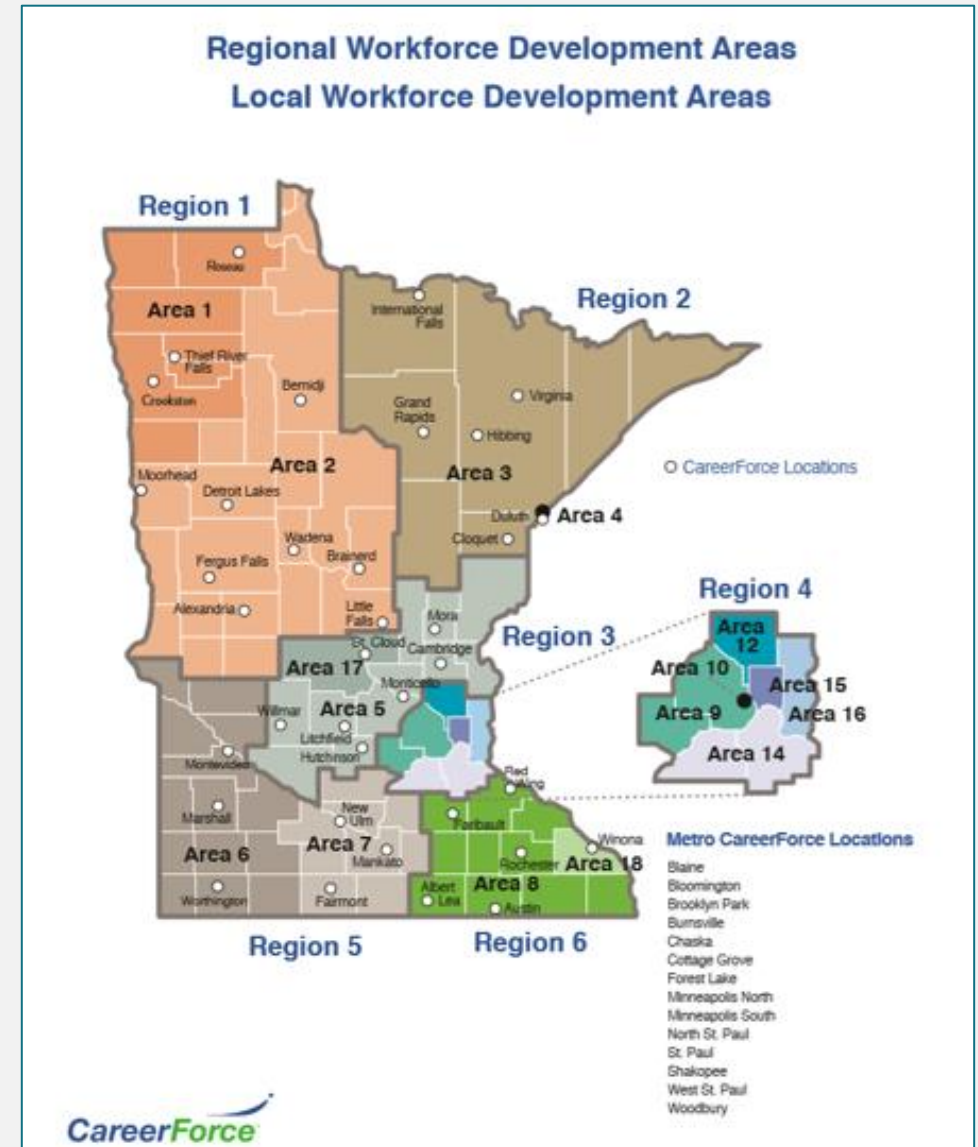 Regional Workforce Development Areas
Local Workforce Development Areas
Region 1
Roseau
Area 1
Thief River
Falls
Crookston
Bemidji
Area 2
Moorhead
Detroit Lakes
Wadena
Brainerd
Fergus Falls
Alexandria
Little
Falls
Region 2
International
Falls
Virginia
Grand
Rapids
Hibbing
Area 3
CareerForce Locations
Duluth
Area 4
Cloquet
Region 3
Mora
St. Cloud
Cambridge
Area 17
Monticello
Willmar
Area 5
Litchfield
Hutchinson
Region 4
Area
12
Area 10
Area 15
Area 9
Area 16
Area 14
Montevideo
Marshall
Area 6
Worthington
New
Ulm
Area 7
Mankato
Fairmont
Region 5
Red
Wing
Faribault
Winona
Rochester
Area 18
Area 8
Albert
Lea
Austin
Region 6
Metro CareerForce Locations
Blaine
Bloomington
Brooklyn Park
Burnsville
Chaska
Cottage Grove
Forest Lake
Minneapolis North
Minneapolis South
North St. Paul
St. Paul
Shakopee
West St. Paul
Woodbury
CareerForce